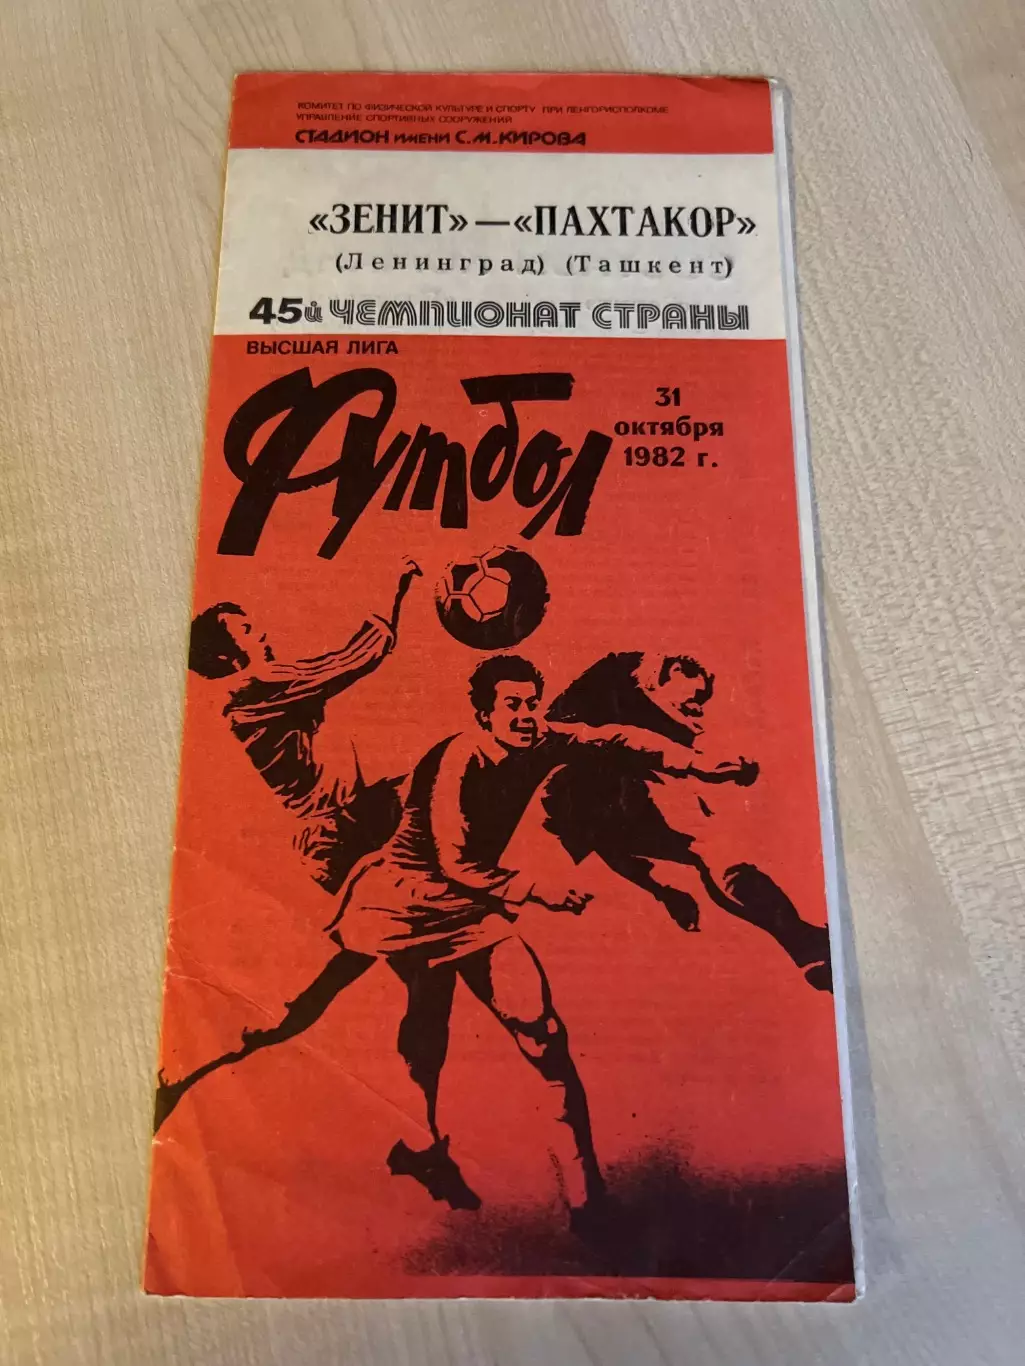 КОМИТЕТ ПО ФИЗИЧЕСКОЙ КУЛЬТУРЕ И СПОРТУ ПРИ ЛЕНГОРИСПОЛКОМЕ
УПРАВЛЕНИЕ СПОРТИВНЫХ СООРУЖЕНИЙ
СТАДИОН ИМЕНИ С.М.КИРОВА
«ЗЕНИТ» — «ПАХТАКОР»
(Ленинград) (Ташкент)
45й ЧЕМПИОНАТ СТРАНЫ
ВЫСШАЯ ЛИГА
Футбол
31
октября
1982 г.